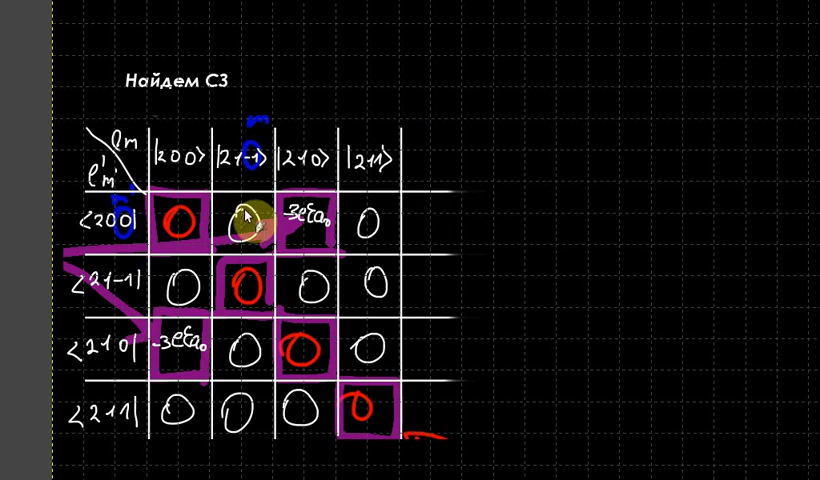 Найдем C3
lm |200> |21-1> |210> |211>
l'm'
m
<200| 0 0 -3eεa₀ 0
<21-1| 0 0 0 0
<210| -3eεa₀ 0 0 0
<211| 0 0 0 0